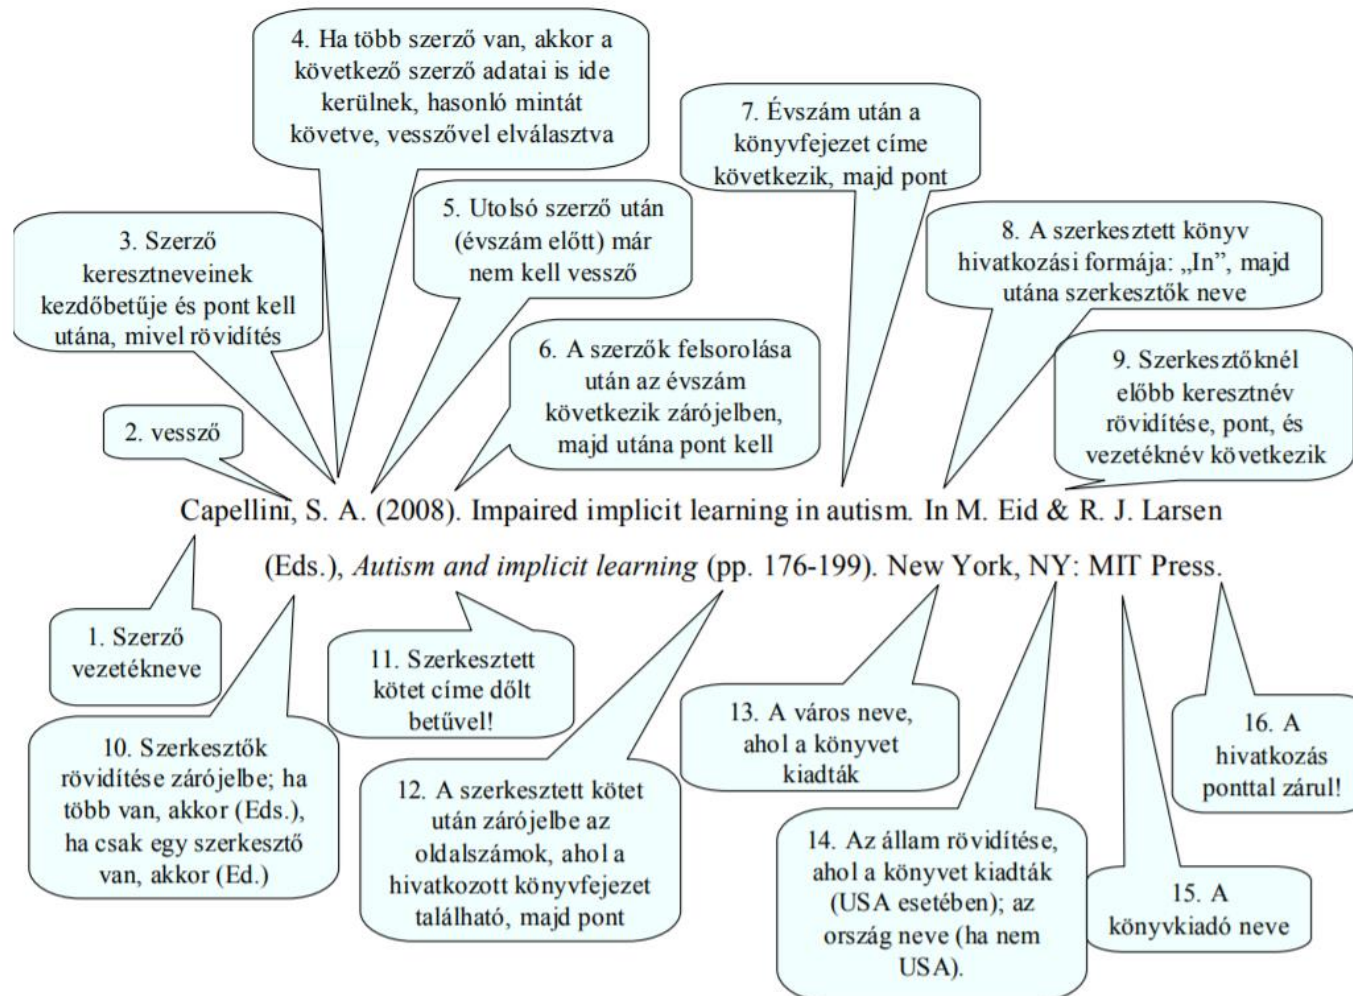 4. Ha több szerző van, akkor a
következő szerző adatai is ide
kerülnek, hasonló mintát
követve, vesszővel elválasztva
7. Évszám után a
könyvfejezet címe
következik, majd pont
5. Utolsó szerző után
(évszám előtt) már
nem kell vessző
3. Szerző
keresztneveinek
kezdőbetűje és pont kell
utána, mivel rövidítés
8. A szerkesztett könyv
hivatkozási formája: „In”, majd
utána szerkesztők neve
6. A szerzők felsorolása
után az évszám
következik zárójelben,
majd utána pont kell
9. Szerkesztőknél
előbb keresztnév
rövidítése, pont, és
vezetéknév következik
2. vessző
Capellini, S. A. (2008). Impaired implicit learning in autism. In M. Eid & R. J. Larsen
(Eds.), Autism and implicit learning (pp. 176-199). New York, NY: MIT Press.
1. Szerző
vezetékneve
11. Szerkesztett
kötet címe dőlt
betűvel!
13. A város neve,
ahol a könyvet
kiadták
16. A
hivatkozás
ponttal zárul!
10. Szerkesztők
rövidítése zárójelbe; ha
több van, akkor (Eds.),
ha csak egy szerkesztő
van, akkor (Ed.)
12. A szerkesztett kötet
után zárójelbe az
oldalszámok, ahol a
hivatkozott könyvfejezet
található, majd pont
14. Az állam rövidítése,
ahol a könyvet kiadták
(USA esetében); az
ország neve (ha nem
USA).
15. A
könyvkiadó neve